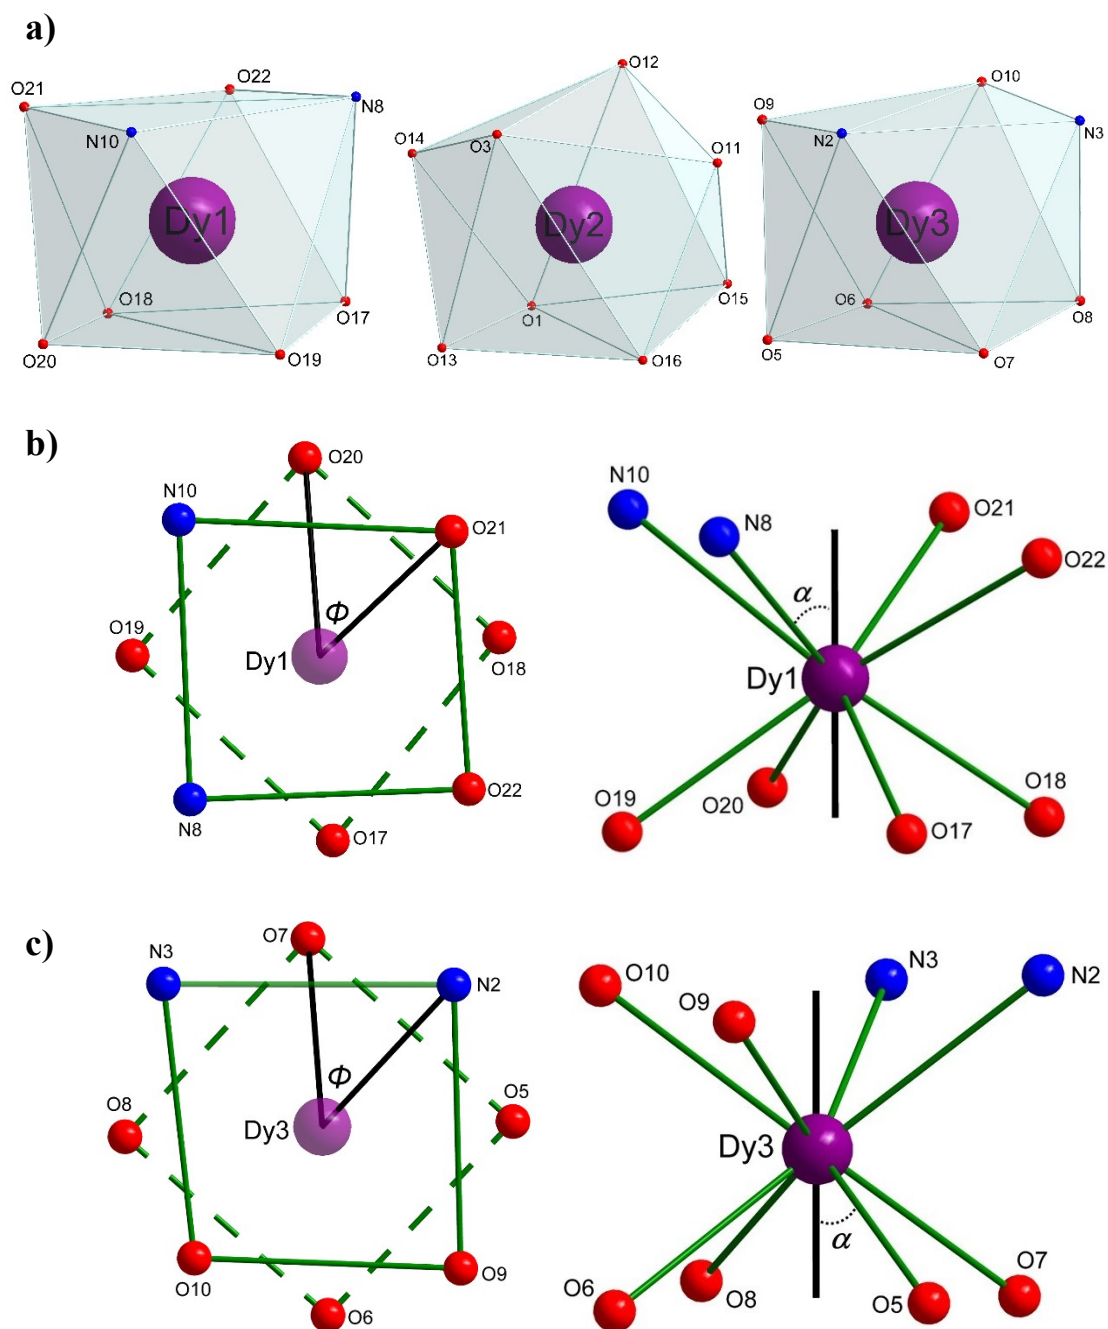 a)
O21 O22 N8 N10 Dy1 O18 O17 O20 O19
O12 O14 O3 O11 Dy2 O1 O15 O13 O16
O10 O9 N2 N3 Dy3 O6 O8 O5 O7
b)
O20 N10 O21 Φ O19 Dy1 O18 N8 O22 O17
N10 N8 O21 O22 α Dy1 O19 O20 O17 O18
c)
O7 N3 N2 Φ O8 Dy3 O5 O10 O9 O6
O10 O9 N3 N2 Dy3 α O6 O8 O5 O7